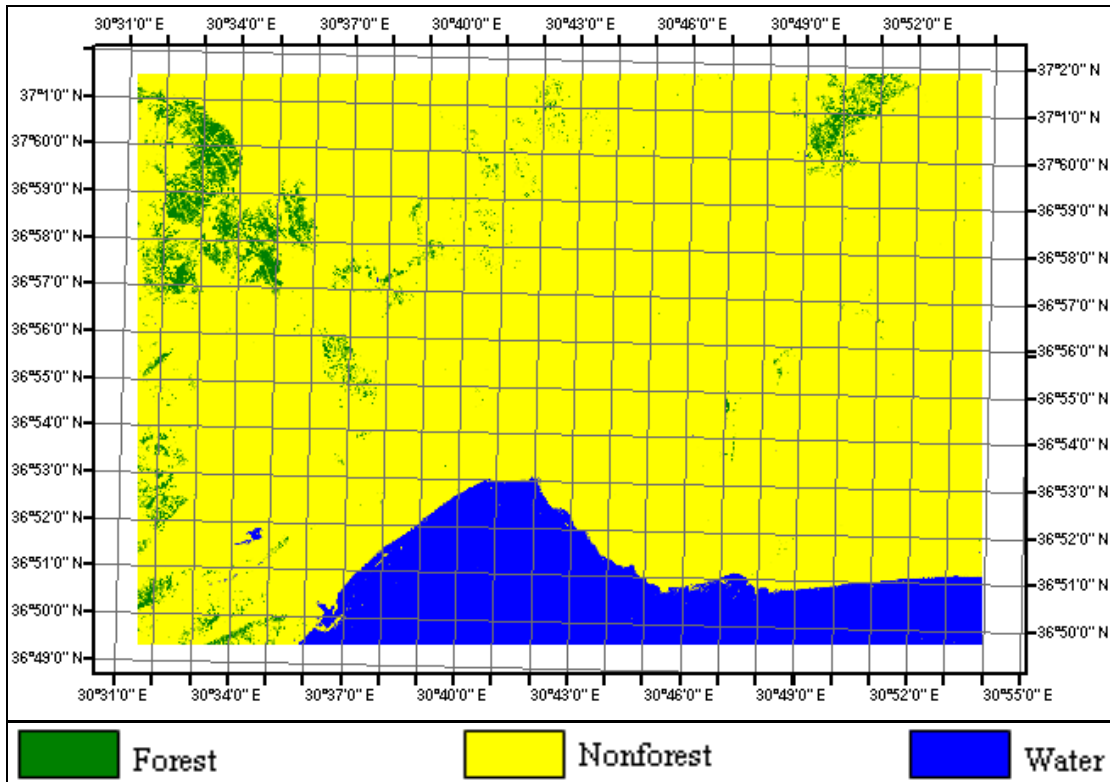 30°31'0" E 30°34'0" E 30°37'0" E 30°40'0" E 30°43'0" E 30°46'0" E 30°49'0" E 30°52'0" E
37°1'0" N
37°60'0" N
36°59'0" N
36°58'0" N
36°57'0" N
36°56'0" N
36°55'0" N
36°54'0" N
36°53'0" N
36°52'0" N
36°51'0" N
36°50'0" N
36°49'0" N
37°2'0" N
37°1'0" N
37°60'0" N
36°59'0" N
36°58'0" N
36°57'0" N
36°56'0" N
36°55'0" N
36°54'0" N
36°53'0" N
36°52'0" N
36°51'0" N
36°50'0" N
30°31'0" E 30°34'0" E 30°37'0" E 30°40'0" E 30°43'0" E 30°46'0" E 30°49'0" E 30°52'0" E 30°55'0" E
Forest Nonforest Water